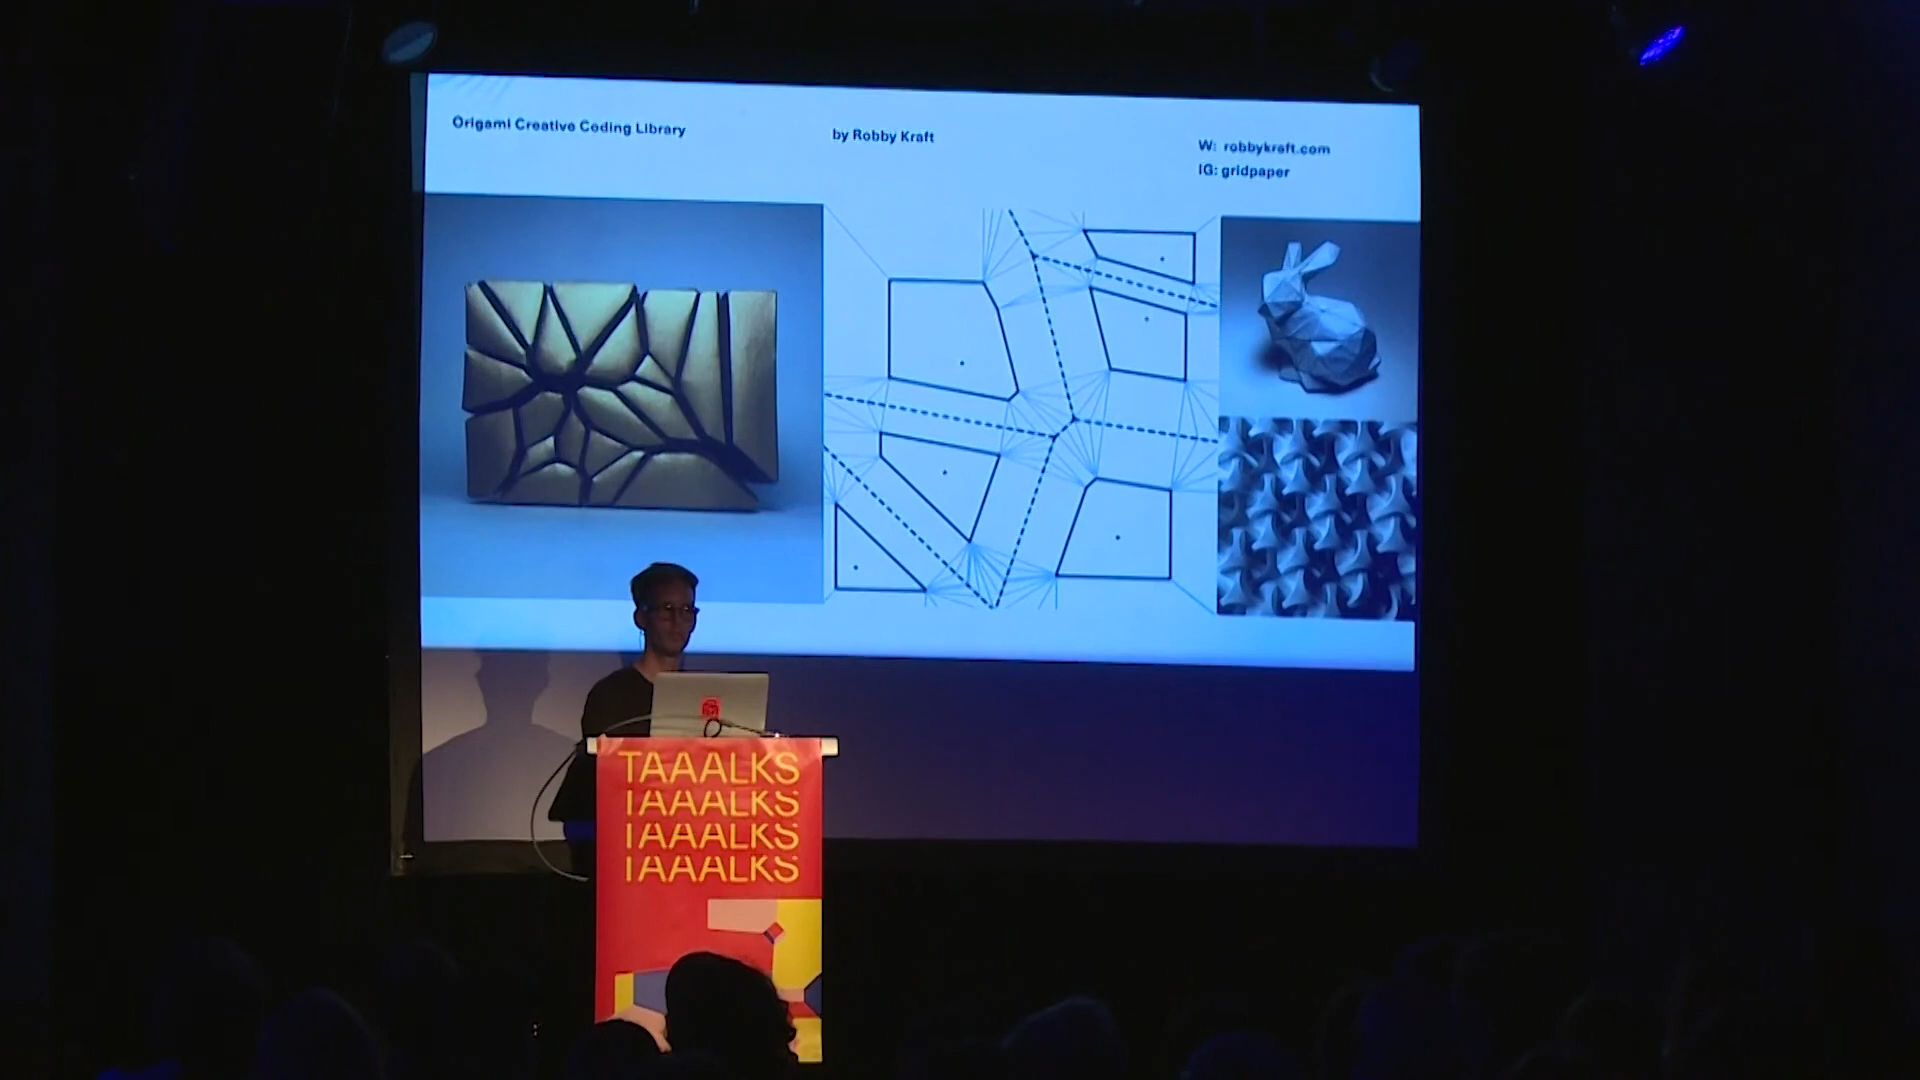 Origami Creative Coding Library
by Robby Kraft
W: robbykraft.com
IG: gridpaper
TAAALKS
TAAALKS
TAAALKS
TAAALKS